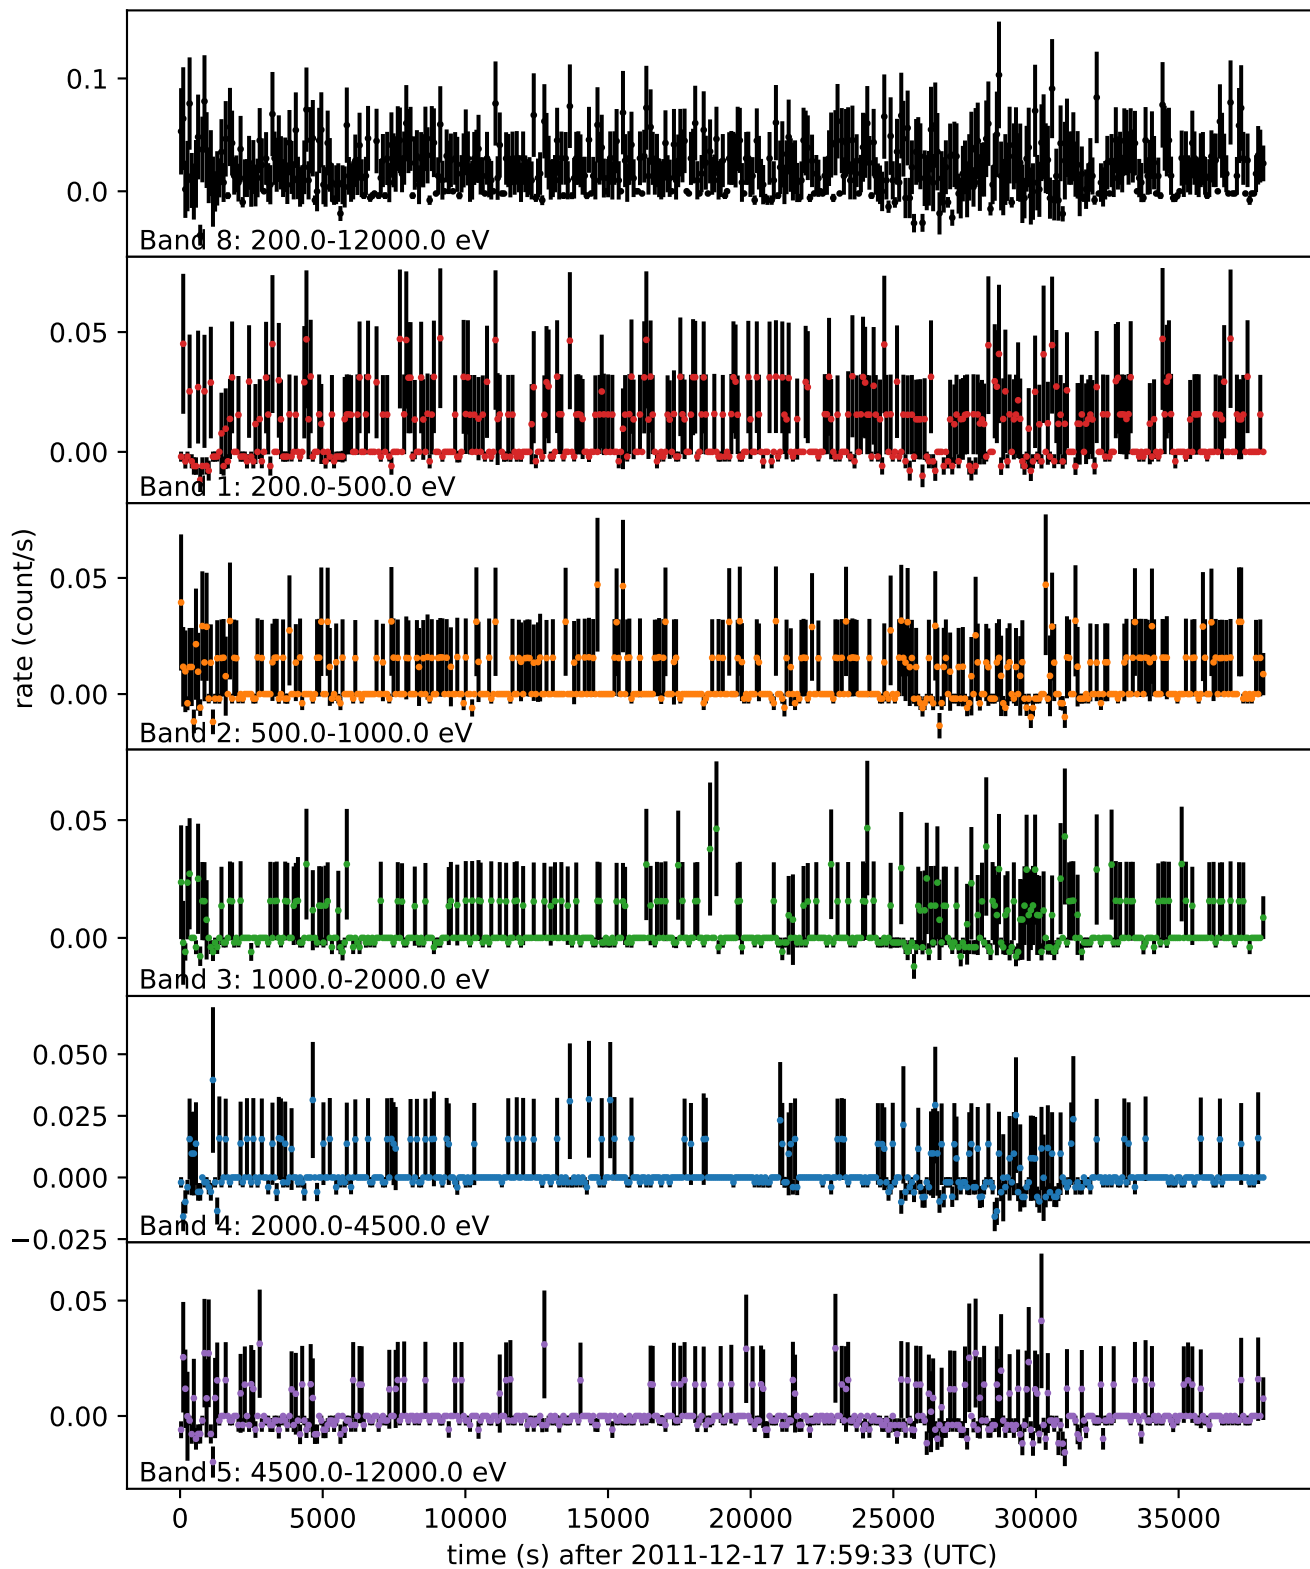 0.1
0.0
Band 8: 200.0-12000.0 eV
0.05
0.00
Band 1: 200.0-500.0 eV
rate (count/s)
0.05
0.00
Band 2: 500.0-1000.0 eV
0.05
0.00
Band 3: 1000.0-2000.0 eV
0.050
0.025
0.000
−0.025
Band 4: 2000.0-4500.0 eV
0.05
0.00
Band 5: 4500.0-12000.0 eV
0 5000 10000 15000 20000 25000 30000 35000
time (s) after 2011-12-17 17:59:33 (UTC)